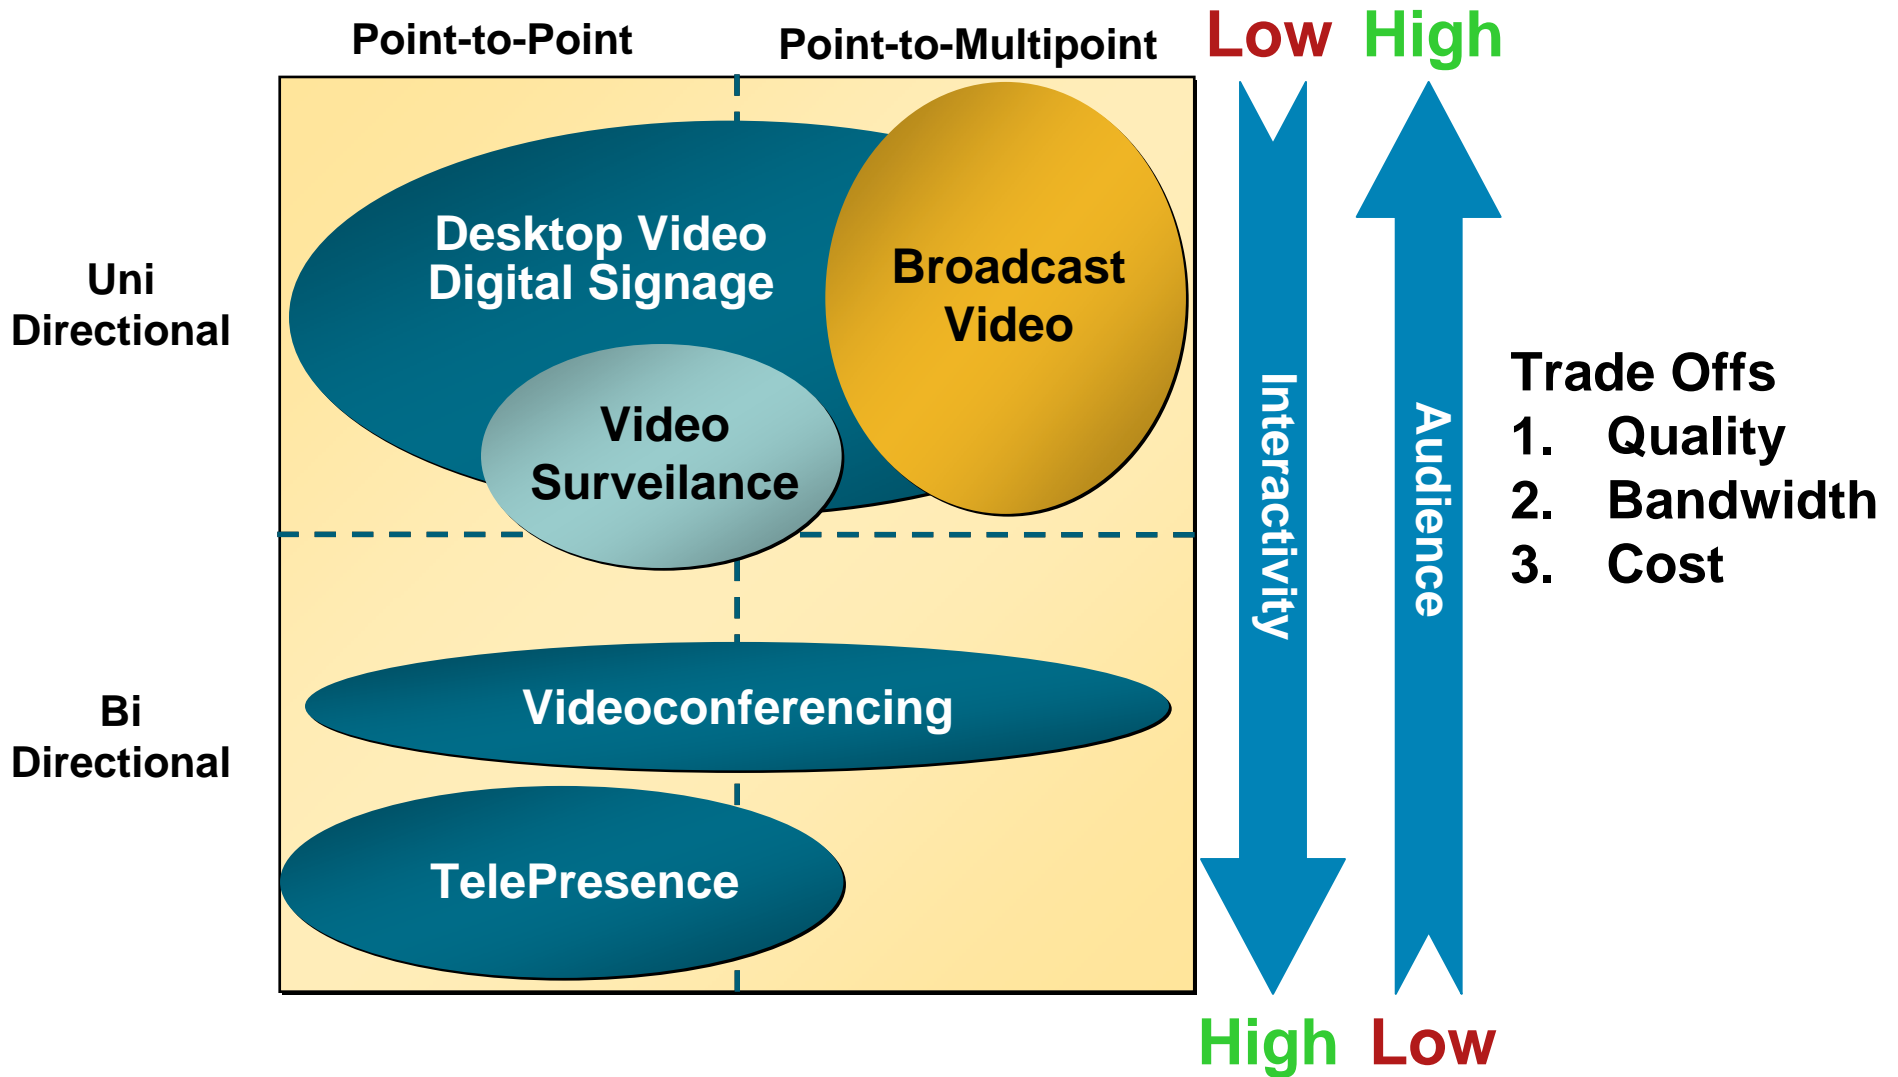 Point-to-Point
Point-to-Multipoint
Low
High
Uni
Directional
Desktop Video
Digital Signage
Broadcast
Video
Video
Surveilance
Interactivity
Audience
Trade Offs
1. Quality
2. Bandwidth
3. Cost
Bi
Directional
Videoconferencing
TelePresence
High
Low